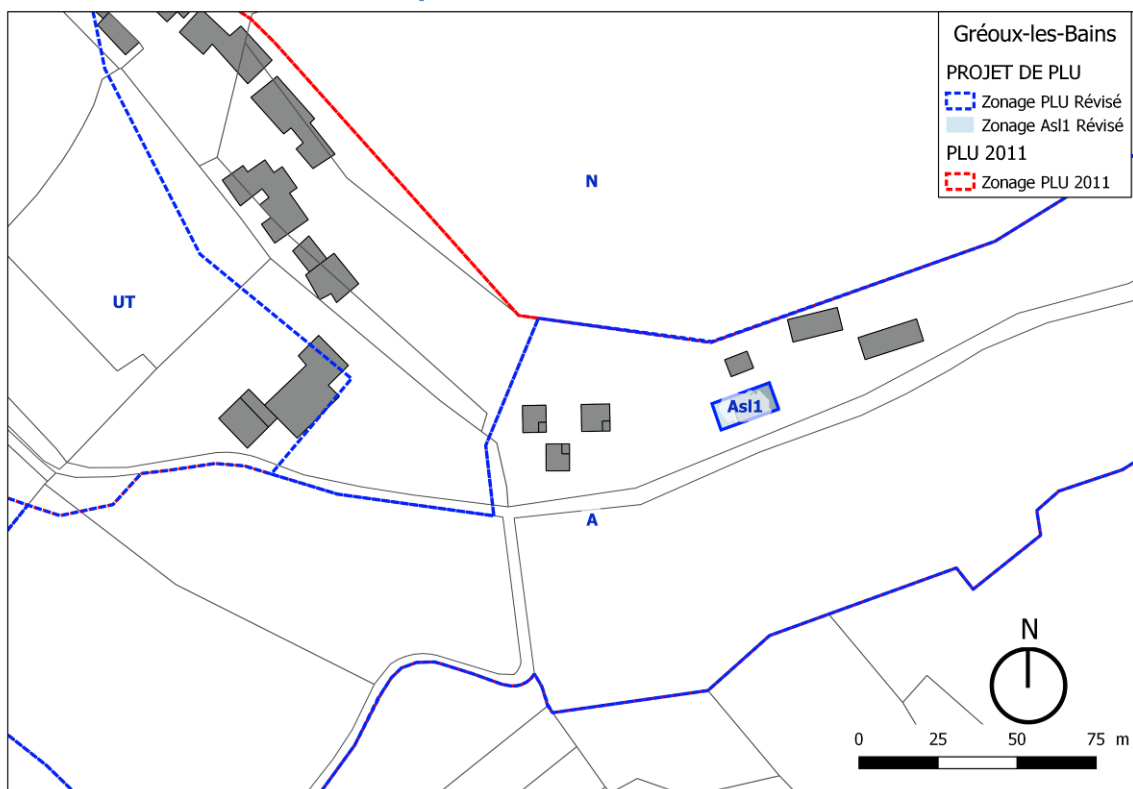 Gréoux-les-Bains
PROJET DE PLU
Zonage PLU Révisé
Zonage Asl1 Révisé
PLU 2011
Zonage PLU 2011
N
UT
Asl1
A
N
0 25 50 75 m